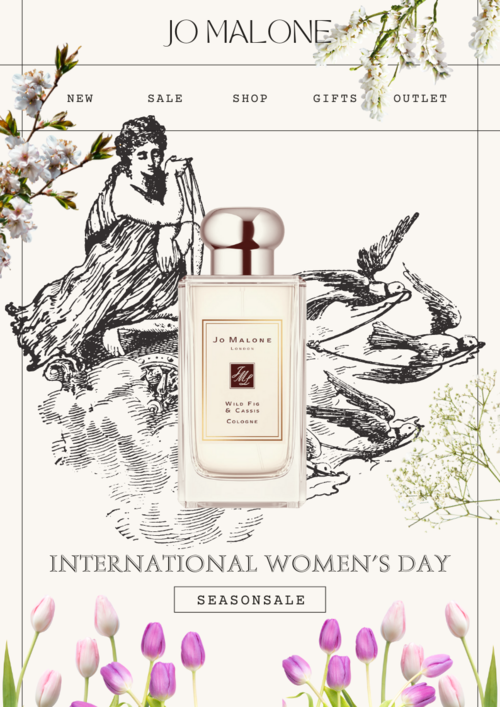 JO MALONE
NEW SALE SHOP GIFTS OUTLET
JO MALONE
LONDON
WILD FIG
& CASSIS
COLOGNE
INTERNATIONAL WOMEN'S DAY
SEASONSALE